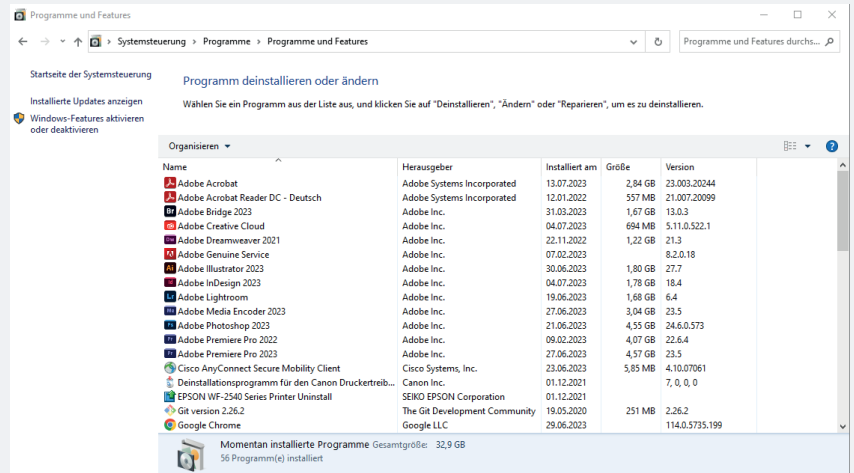 Programme und Features
Systemsteuerung > Programme > Programme und Features
Programme und Features durchs...
Startseite der Systemsteuerung
Installierte Updates anzeigen
Windows-Features aktivieren
oder deaktivieren
Programm deinstallieren oder ändern
Wählen Sie ein Programm aus der Liste aus, und klicken Sie auf "Deinstallieren", "Ändern" oder "Reparieren", um es zu deinstallieren.
Organisieren
Name Herausgeber Installiert am Größe Version
Adobe Acrobat Adobe Systems Incorporated 13.07.2023 2,84 GB 23.003.20244
Adobe Acrobat Reader DC - Deutsch Adobe Systems Incorporated 12.01.2022 557 MB 21.007.20099
Br Adobe Bridge 2023 Adobe Inc. 31.03.2023 1,67 GB 13.0.3
Adobe Creative Cloud Adobe Inc. 04.07.2023 694 MB 5.11.0.522.1
Adobe Dreamweaver 2021 Adobe Inc. 22.11.2022 1,22 GB 21.3
Adobe Genuine Service Adobe Inc. 07.02.2023 8.2.0.18
Ai Adobe Illustrator 2023 Adobe Inc. 30.06.2023 1,80 GB 27.7
Adobe InDesign 2023 Adobe Inc. 04.07.2023 1,78 GB 18.4
Lr Adobe Lightroom Adobe Inc. 19.06.2023 1,68 GB 6.4
Adobe Media Encoder 2023 Adobe Inc. 27.06.2023 3,04 GB 23.5
Adobe Photoshop 2023 Adobe Inc. 21.06.2023 4,55 GB 24.6.0.573
Adobe Premiere Pro 2022 Adobe Inc. 09.02.2023 4,07 GB 22.6.4
Adobe Premiere Pro 2023 Adobe Inc. 27.06.2023 4,57 GB 23.5
Cisco AnyConnect Secure Mobility Client Cisco Systems, Inc. 23.06.2023 5,85 MB 4.10.07061
Deinstallationsprogramm für den Canon Druckertreib... Canon Inc. 01.12.2021 7, 0, 0, 0
EPSON WF-2540 Series Printer Uninstall SEIKO EPSON Corporation 01.12.2021
Git version 2.26.2 The Git Development Community 19.05.2020 251 MB 2.26.2
Google Chrome Google LLC 29.06.2023 114.0.5735.199
Momentan installierte Programme Gesamtgröße: 32,9 GB
56 Programm(e) installiert